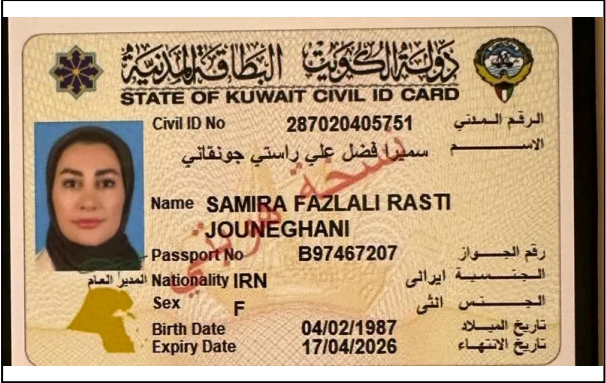 دولة الكويت البطاقة المدنية
STATE OF KUWAIT CIVIL ID CARD
Civil ID No 287020405751 الرقم المدني
سميرا فضل علي راستي جونقاني الاسم
Name SAMIRA FAZLALI RASTI
JOUNEGHANI
Passport No B97467207 رقم الجواز
المدير العام Nationality IRN ايرانى الجنسية
Sex F انثى الجنس
Birth Date 04/02/1987 تاريخ الميلاد
Expiry Date 17/04/2026 تاريخ الانتهاء